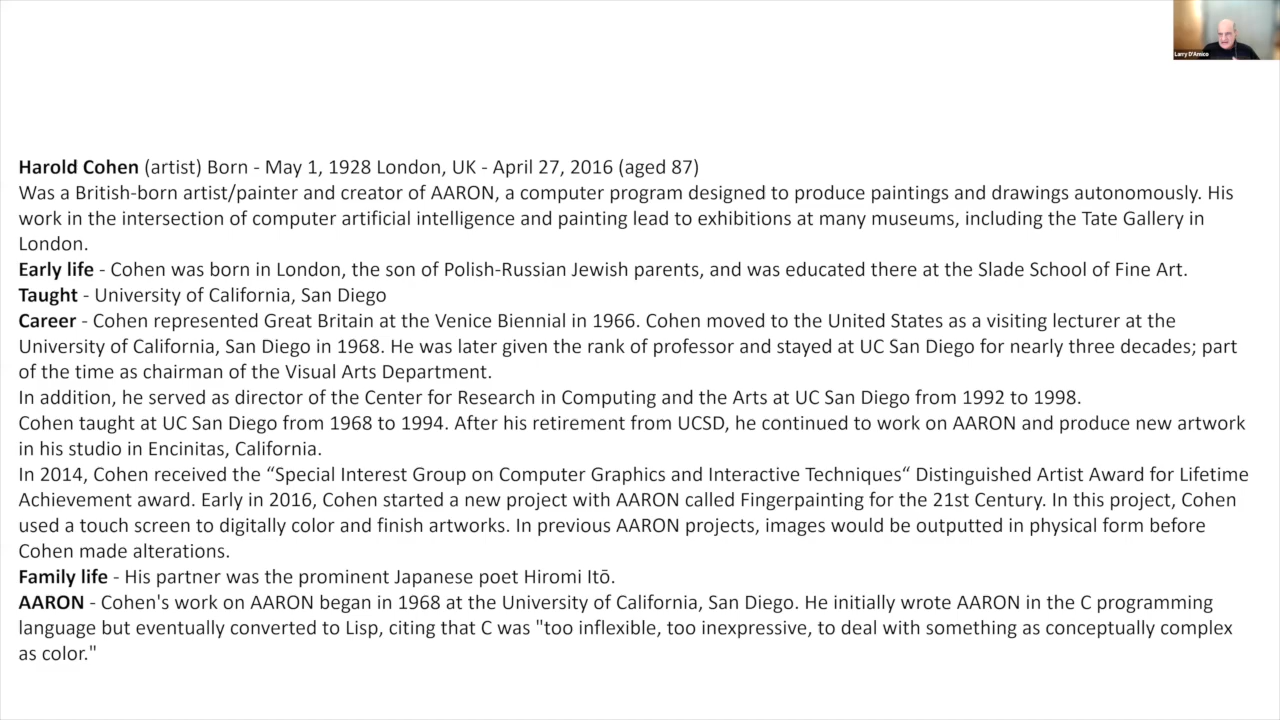 Larry D'Amico
Harold Cohen (artist) Born - May 1, 1928 London, UK - April 27, 2016 (aged 87)
Was a British-born artist/painter and creator of AARON, a computer program designed to produce paintings and drawings autonomously. His
work in the intersection of computer artificial intelligence and painting lead to exhibitions at many museums, including the Tate Gallery in
London.
Early life - Cohen was born in London, the son of Polish-Russian Jewish parents, and was educated there at the Slade School of Fine Art.
Taught - University of California, San Diego
Career - Cohen represented Great Britain at the Venice Biennial in 1966. Cohen moved to the United States as a visiting lecturer at the
University of California, San Diego in 1968. He was later given the rank of professor and stayed at UC San Diego for nearly three decades; part
of the time as chairman of the Visual Arts Department.
In addition, he served as director of the Center for Research in Computing and the Arts at UC San Diego from 1992 to 1998.
Cohen taught at UC San Diego from 1968 to 1994. After his retirement from UCSD, he continued to work on AARON and produce new artwork
in his studio in Encinitas, California.
In 2014, Cohen received the “Special Interest Group on Computer Graphics and Interactive Techniques“ Distinguished Artist Award for Lifetime
Achievement award. Early in 2016, Cohen started a new project with AARON called Fingerpainting for the 21st Century. In this project, Cohen
used a touch screen to digitally color and finish artworks. In previous AARON projects, images would be outputted in physical form before
Cohen made alterations.
Family life - His partner was the prominent Japanese poet Hiromi Itō.
AARON - Cohen's work on AARON began in 1968 at the University of California, San Diego. He initially wrote AARON in the C programming
language but eventually converted to Lisp, citing that C was "too inflexible, too inexpressive, to deal with something as conceptually complex
as color."